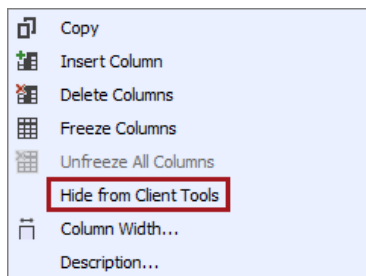 Copy
Insert Column
Delete Columns
Freeze Columns
Unfreeze All Columns
Hide from Client Tools
Column Width...
Description...